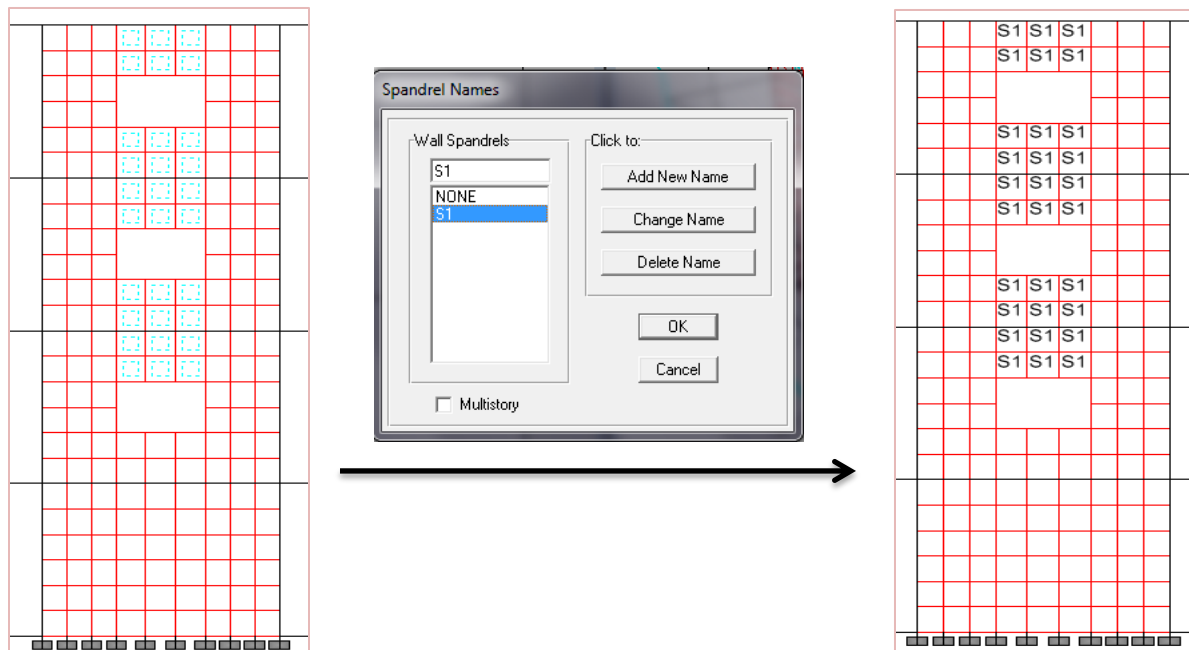 Spandrel Names
Wall Spandrels
S1
NONE
S1
Multistory
Click to:
Add New Name
Change Name
Delete Name
OK
Cancel
S1 S1 S1
S1 S1 S1
S1 S1 S1
S1 S1 S1
S1 S1 S1
S1 S1 S1
S1 S1 S1
S1 S1 S1
S1 S1 S1
S1 S1 S1